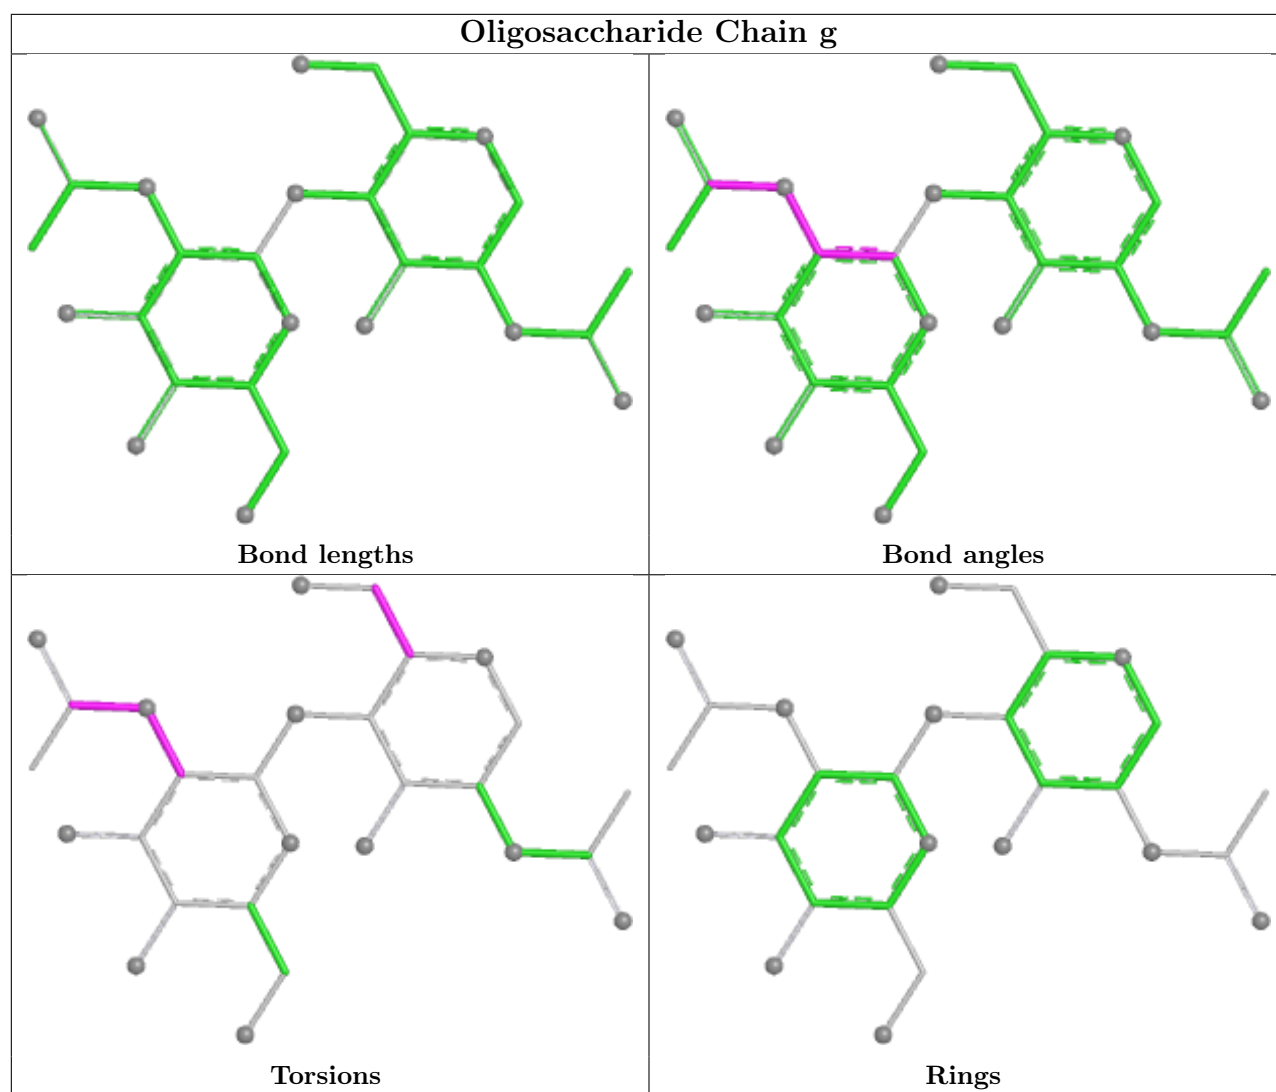 Oligosaccharide Chain g
Bond lengths
Bond angles
Torsions
Rings